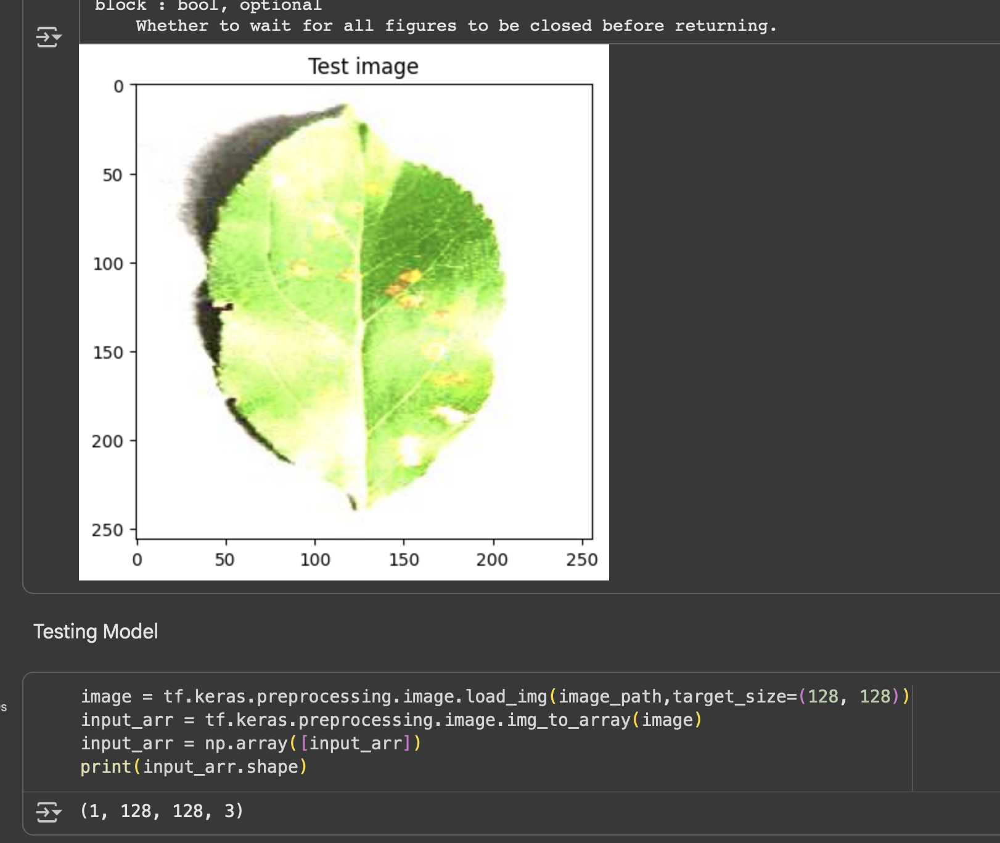 block : bool, optional
Whether to wait for all figures to be closed before returning.
Test image
0
50
100
150
200
250
0 50 100 150 200 250
Testing Model
s
image = tf.keras.preprocessing.image.load_img(image_path,target_size=(128, 128))
input_arr = tf.keras.preprocessing.image.img_to_array(image)
input_arr = np.array([input_arr])
print(input_arr.shape)
(1, 128, 128, 3)